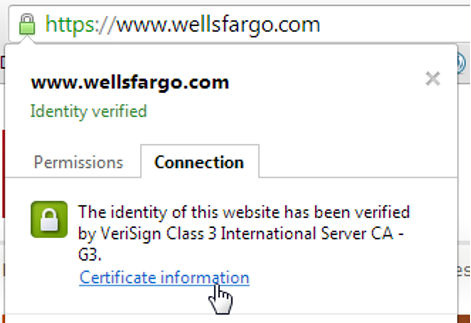 https://www.wellsfargo.com
www.wellsfargo.com
×
Identity verified
Permissions Connection
The identity of this website has been verified
by VeriSign Class 3 International Server CA -
G3.
Certificate information